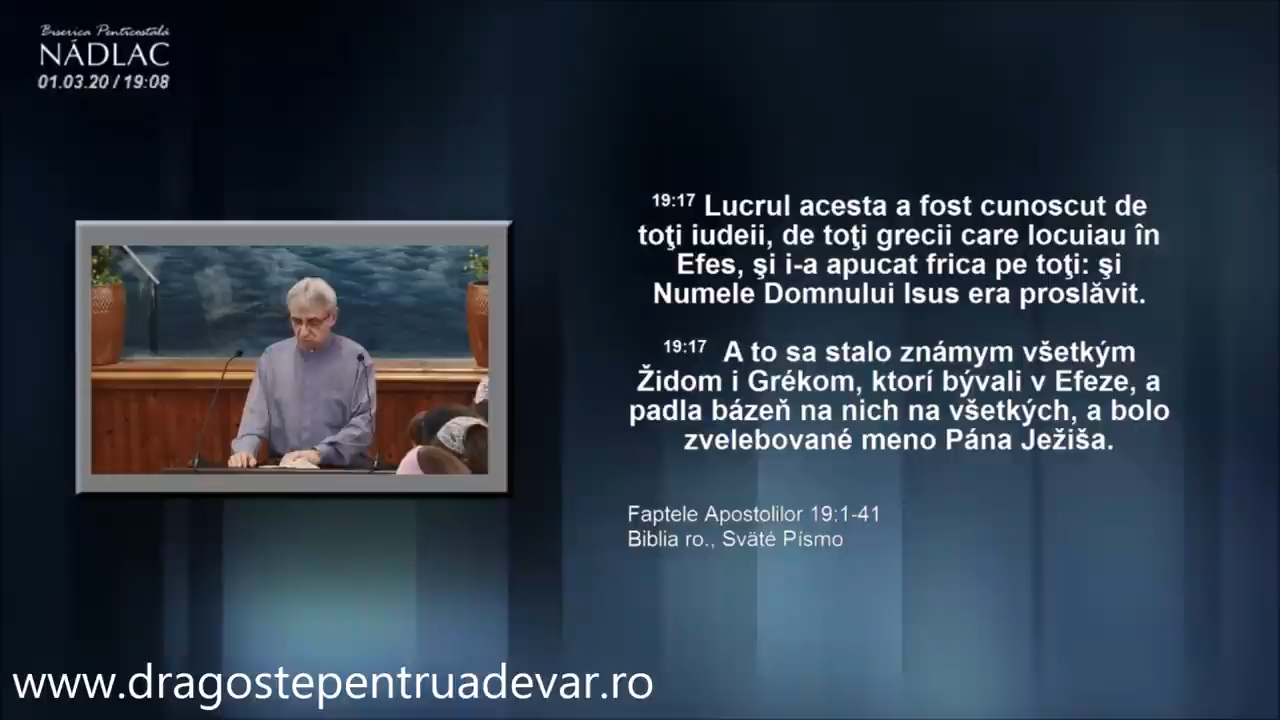 Biserica Penticostală
NĂDLAC
01.03.20 / 19:08
19:17 Lucrul acesta a fost cunoscut de
toţi iudeii, de toţi grecii care locuiau în
Efes, şi i-a apucat frica pe toţi: şi
Numele Domnului Isus era proslăvit.
19:17 A to sa stalo známym všetkým
Židom i Grékom, ktorí bývali v Efeze, a
padla bázeň na nich na všetkých, a bolo
zvelebované meno Pána Ježiša.
Faptele Apostolilor 19:1-41
Biblia ro., Sväté Písmo
www.dragostepentruadevar.ro